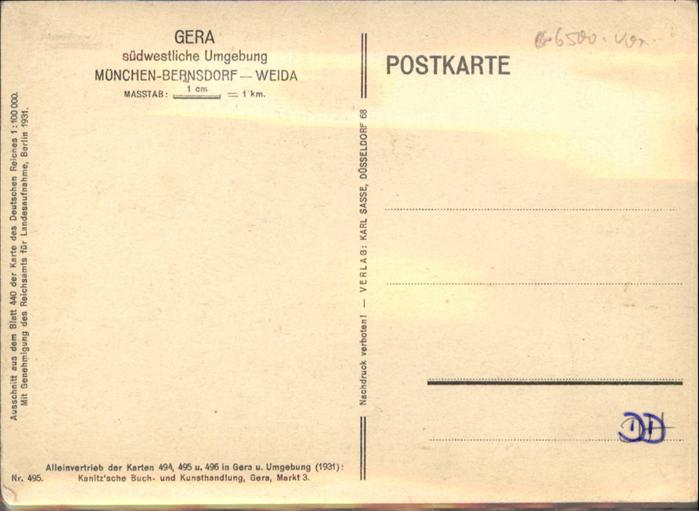 GERA
südwestliche Umgebung
MÜNCHEN-BERNSDORF — WEIDA
MASSTAB: 1 cm = 1 km.
Ausschnitt aus dem Blatt 440 der Karte des Deutschen Reiches 1:100 000.
Mit Genehmigung des Reichsamts für Landesaufnahme, Berlin 1931.
Alleinvertrieb der Karten 494, 495 u. 496 in Gera u. Umgebung (1931):
Nr. 495. Kanitz'sche Buch- und Kunsthandlung, Gera, Markt 3.
Nachdruck verboten! — VERLAG: KARL SASSE, DÜSSELDORF 68
POSTKARTE
6500